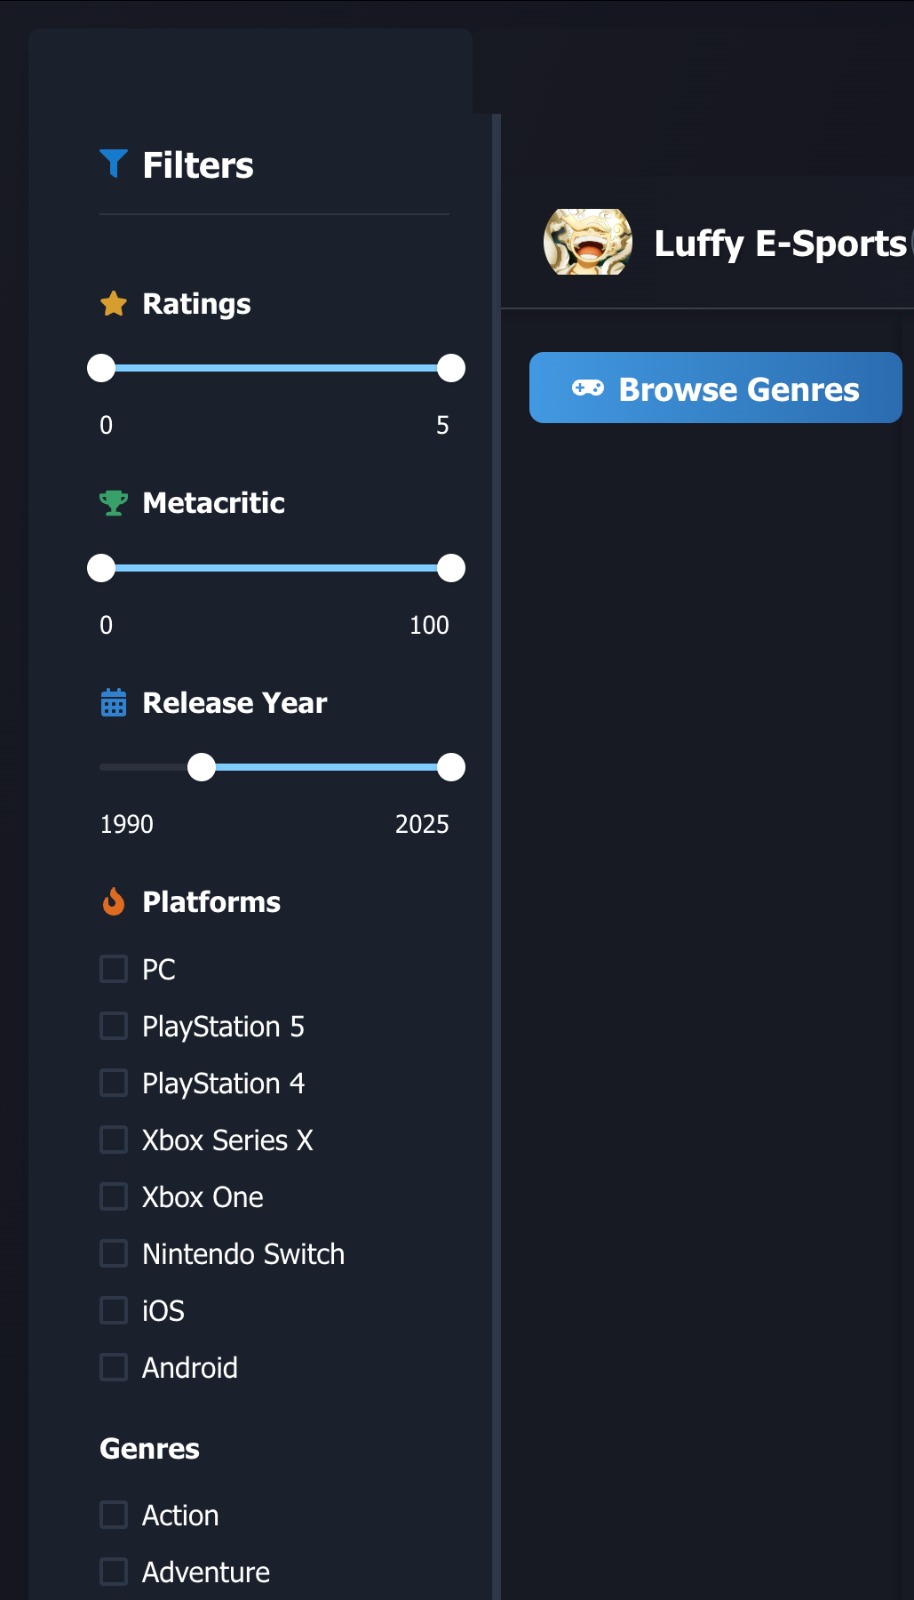 Filters
Luffy E-Sports
Ratings
0 5
Browse Genres
Metacritic
0 100
Release Year
1990 2025
Platforms
PC
PlayStation 5
PlayStation 4
Xbox Series X
Xbox One
Nintendo Switch
iOS
Android
Genres
Action
Adventure